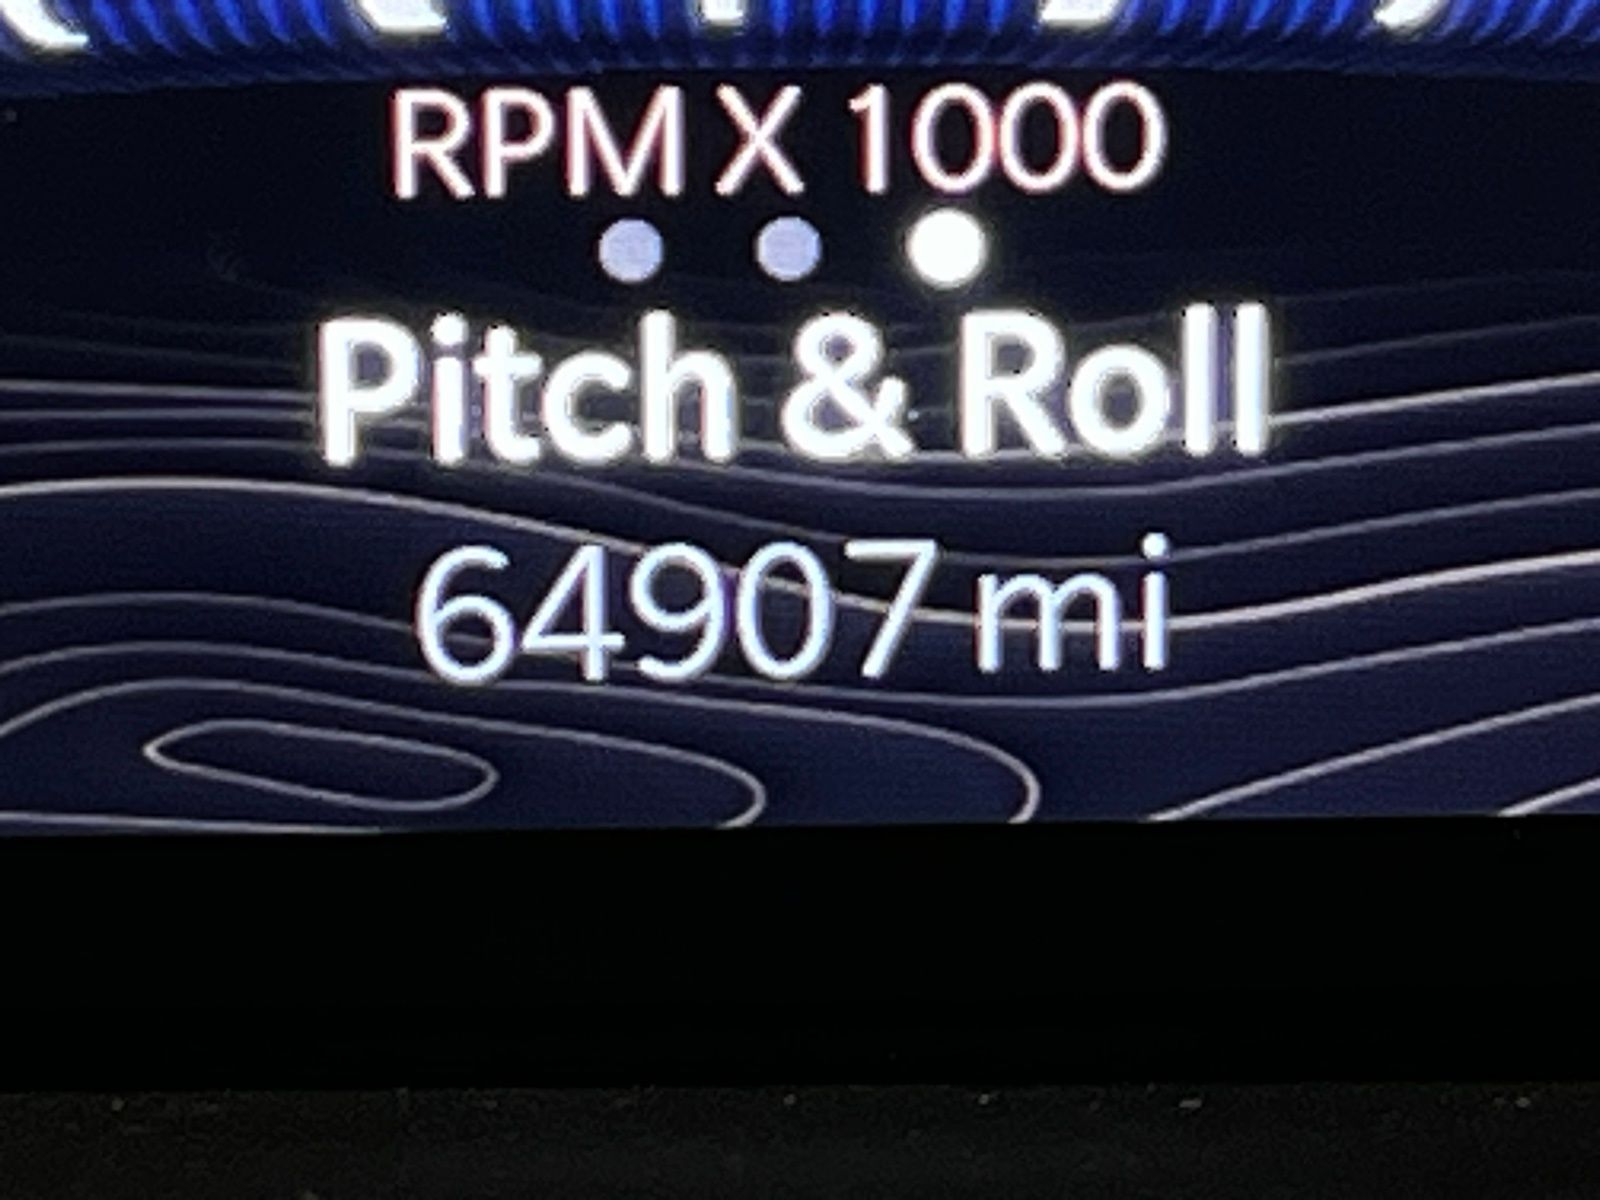 RPM X 1000
Pitch & Roll
64907 mi